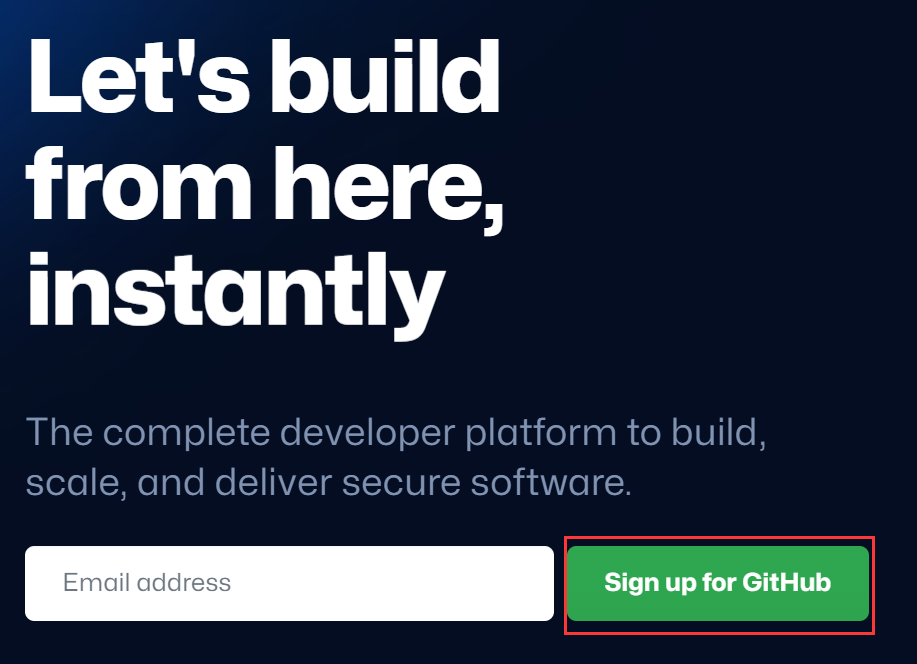 Let's build
from here,
instantly
The complete developer platform to build,
scale, and deliver secure software.
Email address
Sign up for GitHub